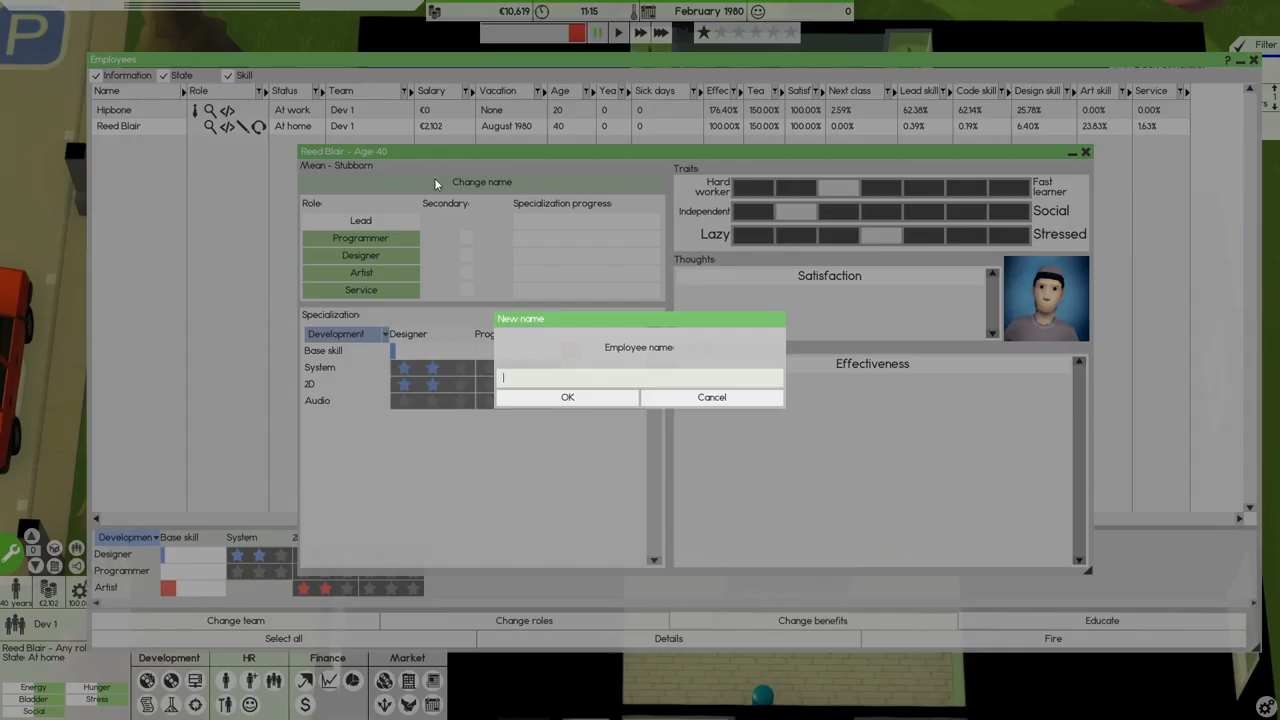 P
€10,619 11:15 February 1980 0
Filter
Employees ?
Information State Skill
Name Role Status Team Salary Vacation Age Yea Sick days Effec Tea Satisf Next class Lead skill Code skill Design skill Art skill Service
Hipbone At work Dev 1 €0 None 20 0 0 176.40% 150.00% 100.00% 2.59% 62.38% 62.14% 25.78% 0.00% 0.00%
Reed Blair At home Dev 1 €2,102 August 1980 40 0 0 100.00% 150.00% 100.00% 0.00% 0.39% 0.19% 6.40% 23.83% 1.63%
Reed Blair - Age: 40
Mean - Stubborn
Change name
Role: Secondary: Specialization progress:
Lead
Programmer
Designer
Artist
Service
Traits:
Hard worker Fast learner
Independent Social
Lazy Stressed
Thoughts:
Satisfaction
Effectiveness
Specialization:
Development Designer Prog
Base skill
System
2D
Audio
New name
Employee name:
OK Cancel
Developmen Base skill System 2
Designer
Programmer
Artist
Change team Change roles Change benefits Educate
Select all Details Fire
0
40 years €2,102 100.0
Dev 1
Reed Blair - Any rol
State: At home
Energy Hunger
Bladder Stress
Social
Development HR Finance Market